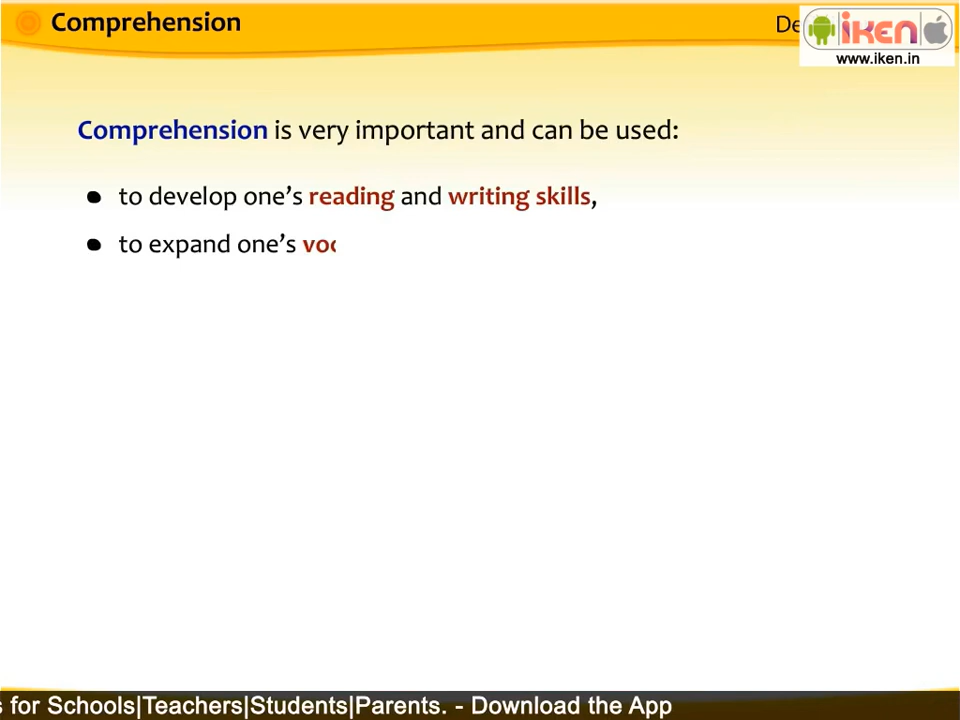 Comprehension
iken
www.iken.in
Comprehension is very important and can be used:
• to develop one’s reading and writing skills,
• to expand one’s
for Schools|Teachers|Students|Parents. - Download the App